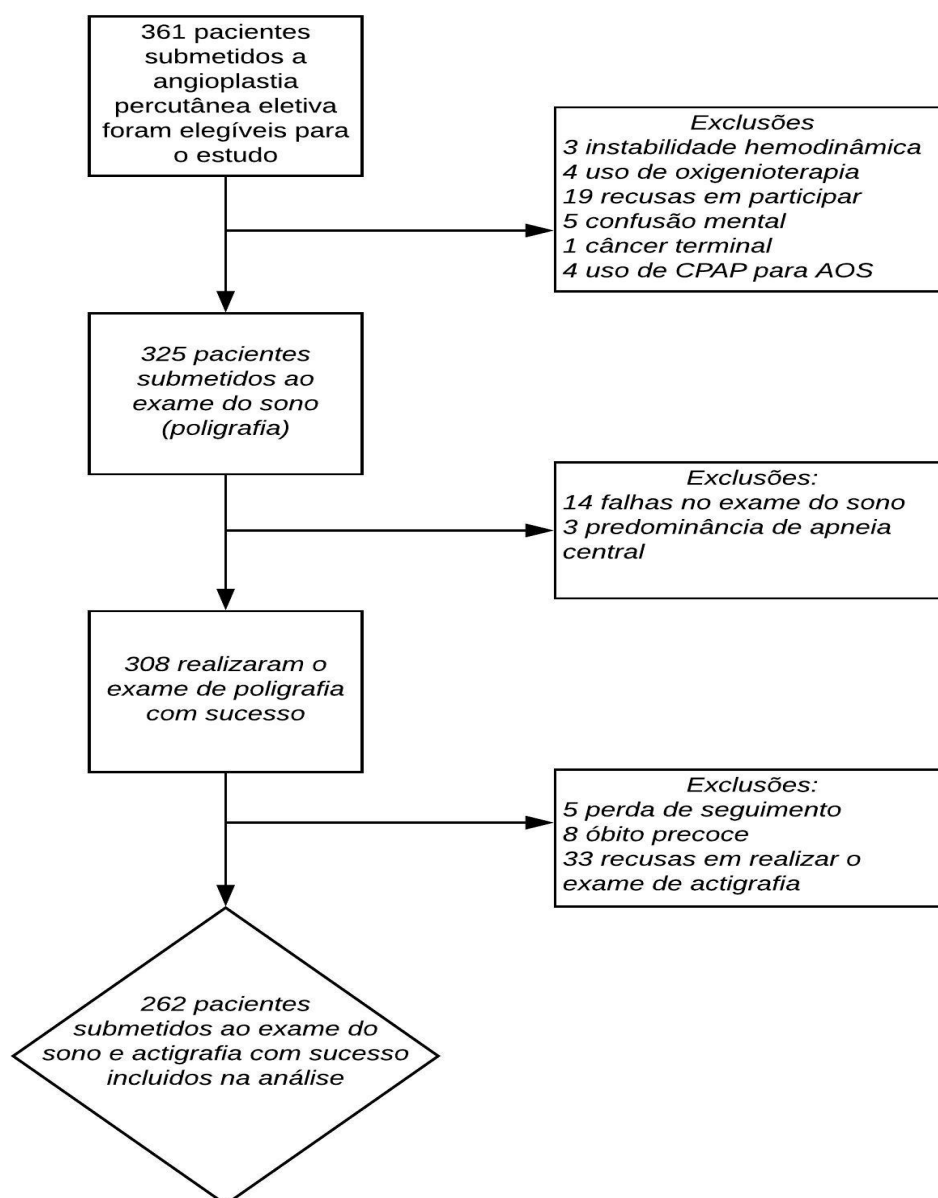 361 pacientes
submetidos a
angioplastia
percutânea eletiva
foram elegíveis para
o estudo
Exclusões
3 instabilidade hemodinâmica
4 uso de oxigenioterapia
19 recusas em participar
5 confusão mental
1 câncer terminal
4 uso de CPAP para AOS
325 pacientes
submetidos ao
exame do sono
(poligrafia)
Exclusões:
14 falhas no exame do sono
3 predominância de apneia
central
308 realizaram o
exame de poligrafia
com sucesso
Exclusões:
5 perda de seguimento
8 óbito precoce
33 recusas em realizar o
exame de actigrafia
262 pacientes
submetidos ao exame do
sono e actigrafia com sucesso
incluidos na análise